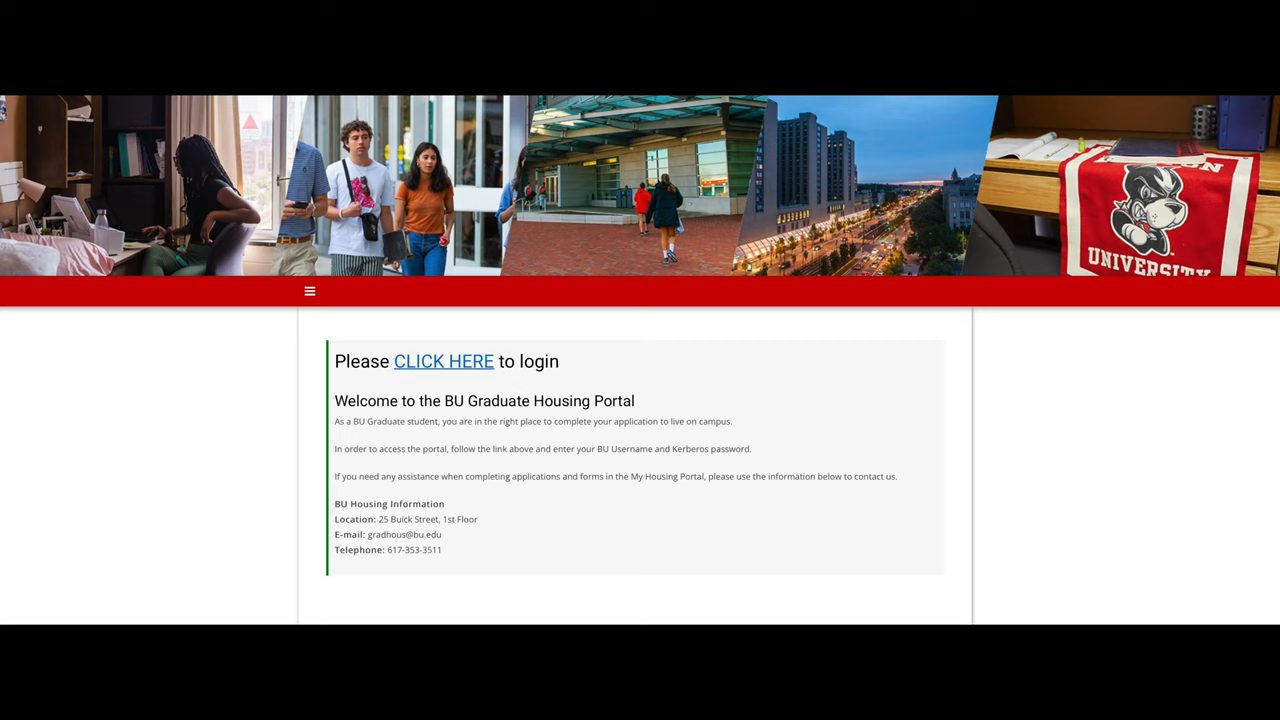 UNIVERSITY
Please CLICK HERE to login
Welcome to the BU Graduate Housing Portal
As a BU Graduate student, you are in the right place to complete your application to live on campus.
In order to access the portal, follow the link above and enter your BU Username and Kerberos password.
If you need any assistance when completing applications and forms in the My Housing Portal, please use the information below to contact us.
BU Housing Information
Location: 25 Buick Street, 1st Floor
E-mail: gradhous@bu.edu
Telephone: 617-353-3511